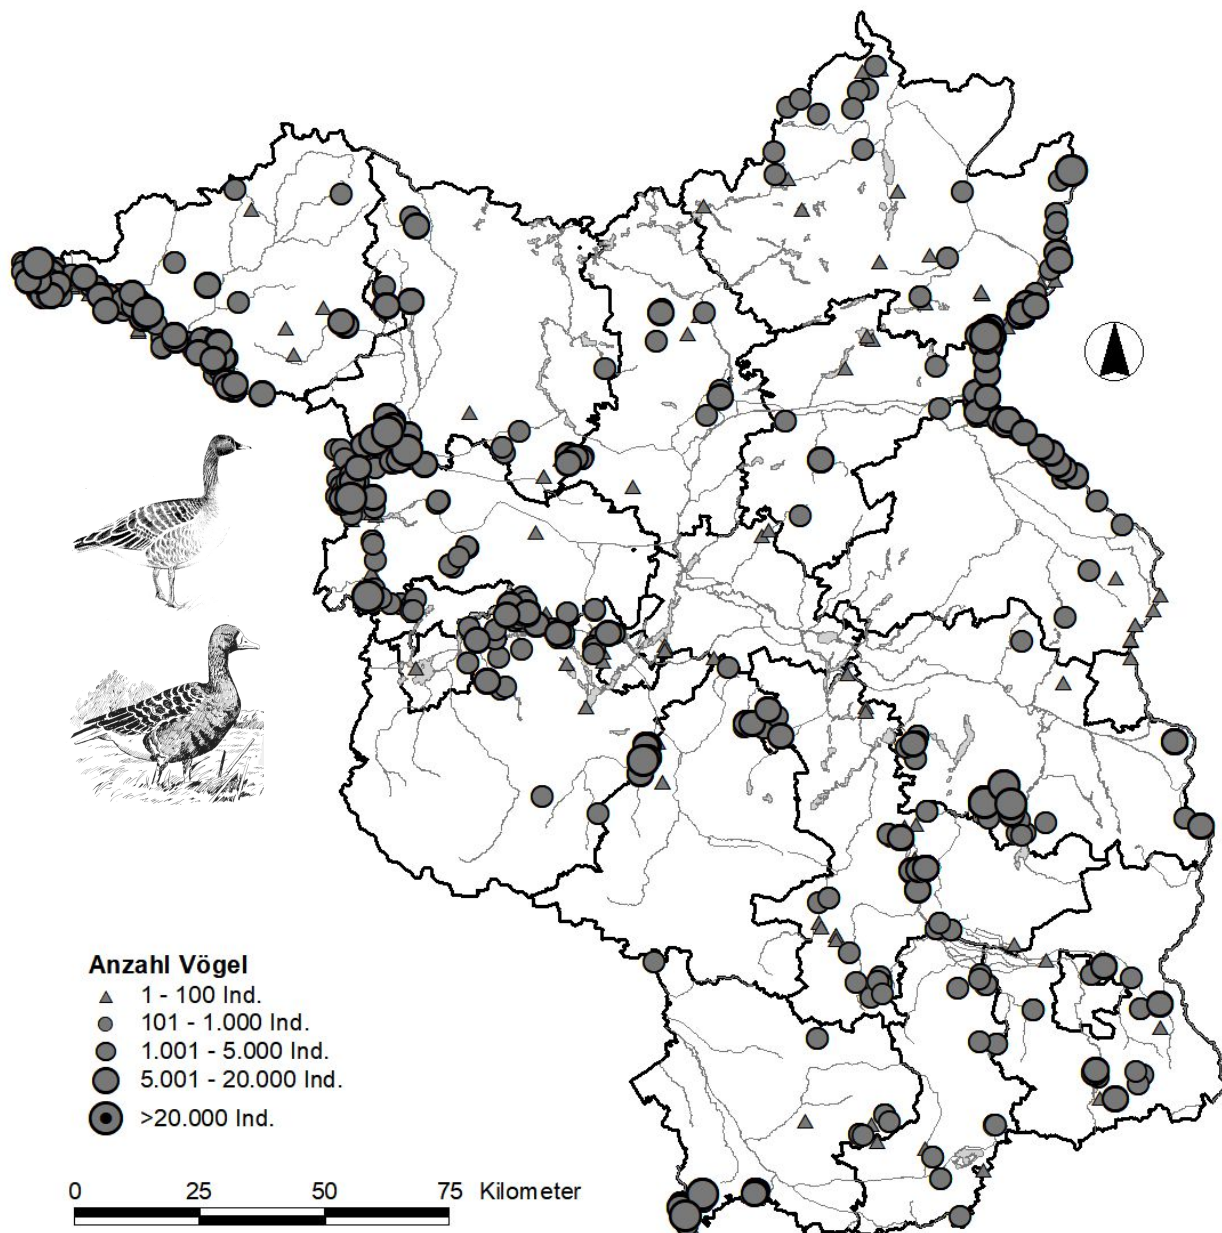 Anzahl Vögel
1 - 100 Ind.
101 - 1.000 Ind.
1.001 - 5.000 Ind.
5.001 - 20.000 Ind.
>20.000 Ind.
0 25 50 75 Kilometer